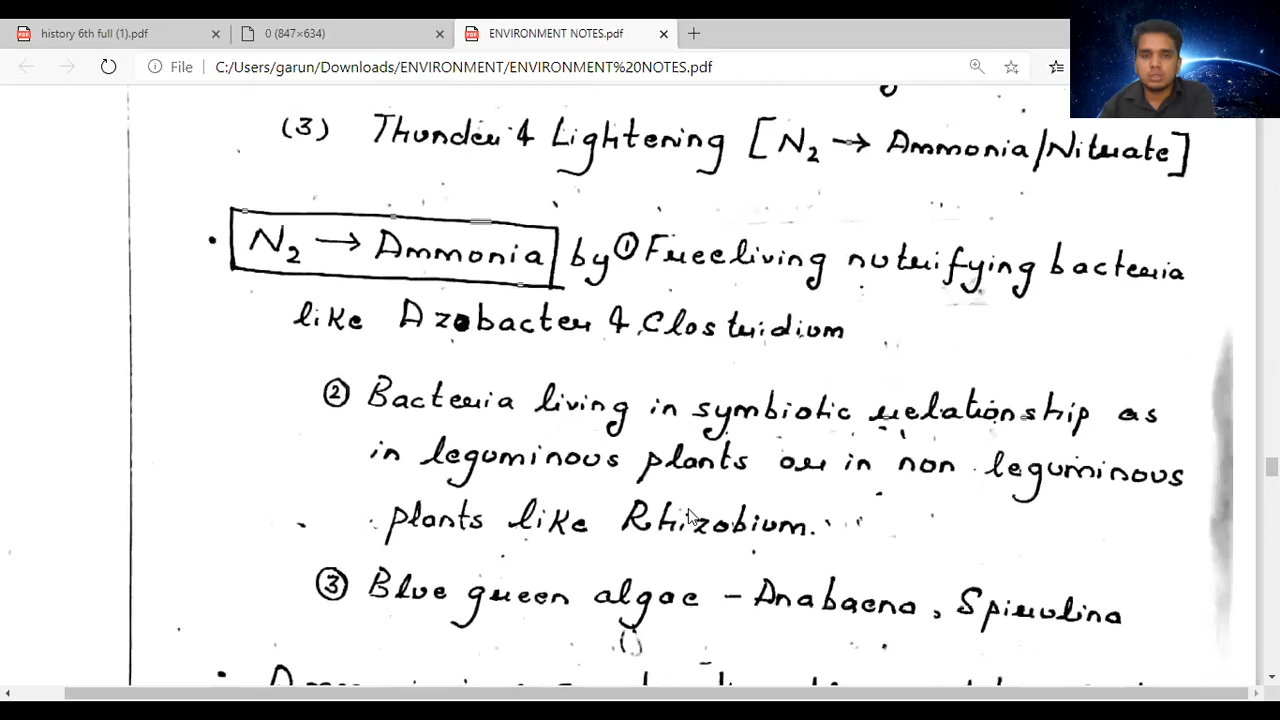 history 6th full (1).pdf
0 (847×634)
ENVIRONMENT NOTES.pdf
File
C:/Users/garun/Downloads/ENVIRONMENT/ENVIRONMENT%20NOTES.pdf
(3) Thunder & Lightening [N2 → Ammonia/Nitrate]
• N2 → Ammonia by ① Freeliving nutrifying bacteria
like Azobacter & Clostridium
② Bacteria living in symbiotic relationship as
in leguminous plants or in non leguminous
plants like Rhizobium.
③ Blue green algae – Anabaena, Spirulina